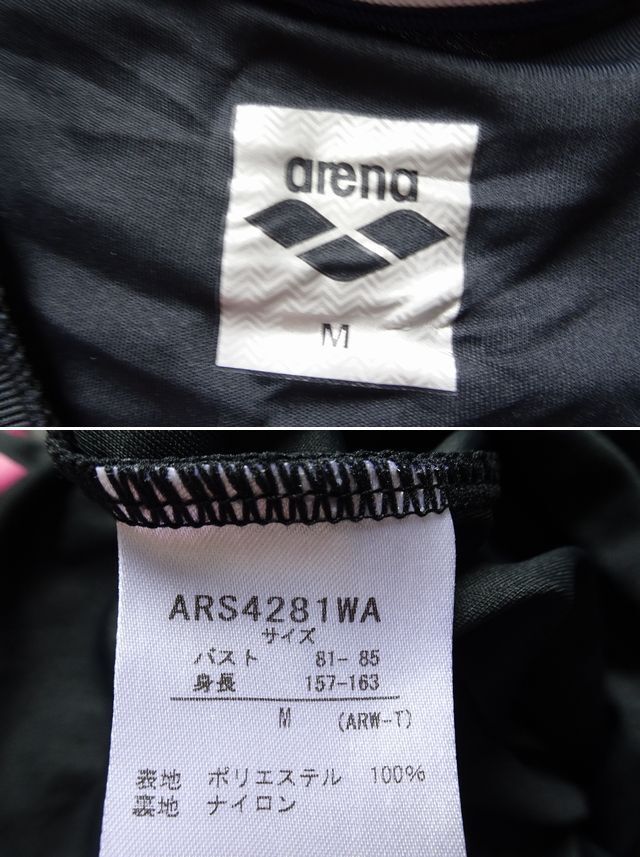 arena
M
ARS4281WA
サイズ
バスト 81-85
身長 157-163
M (ARW-T)
表地 ポリエステル 100%
裏地 ナイロン